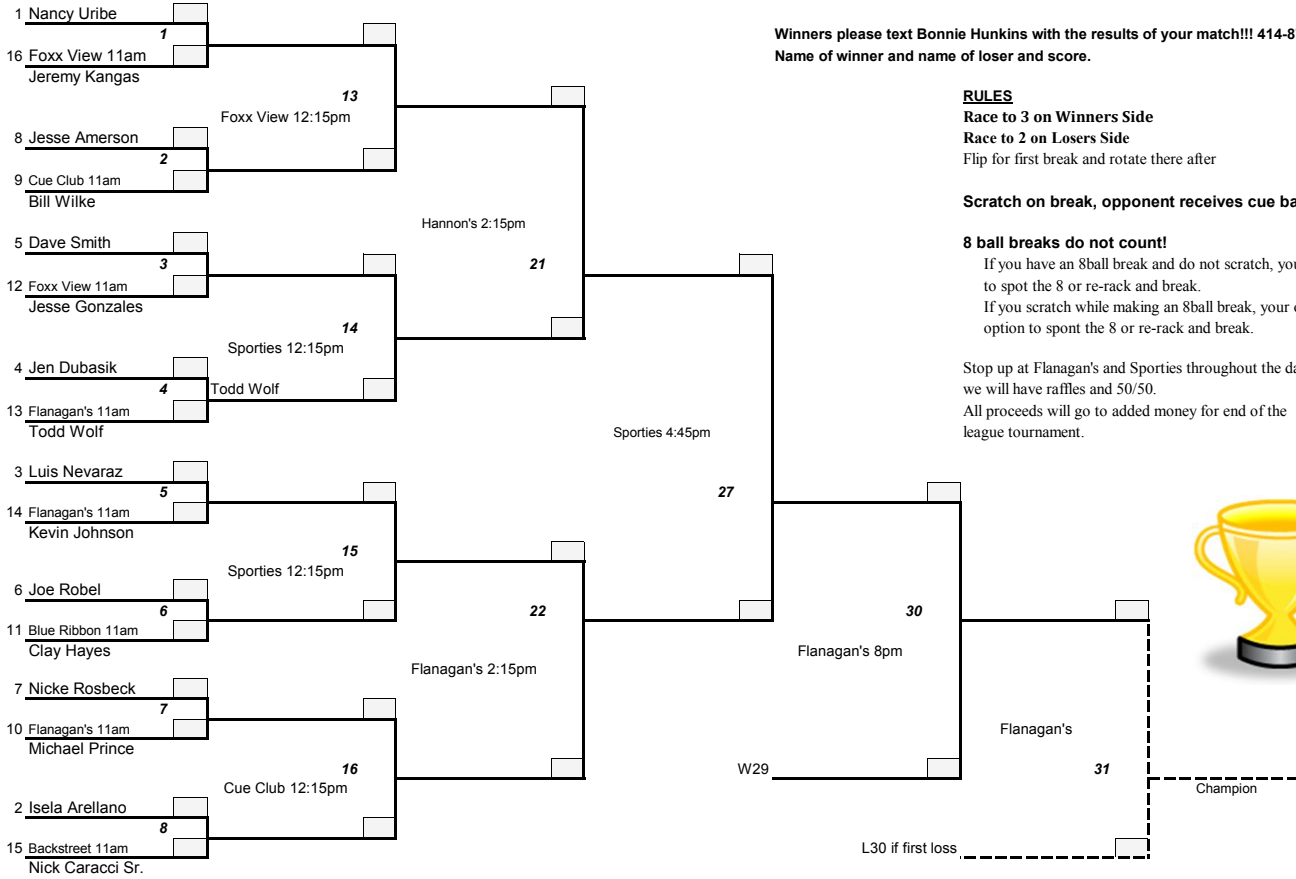 1 Nancy Uribe
1
16 Foxx View 11am
Jeremy Kangas
13
Foxx View 12:15pm
8 Jesse Amerson
2
9 Cue Club 11am
Bill Wilke
Hannon's 2:15pm
5 Dave Smith
3
21
12 Foxx View 11am
Jesse Gonzales
14
Sporties 12:15pm
4 Jen Dubasik
4 Todd Wolf
13 Flanagan's 11am
Todd Wolf
Sporties 4:45pm
3 Luis Nevaraz
5
27
14 Flanagan's 11am
Kevin Johnson
15
Sporties 12:15pm
6 Joe Robel
6
22
30
11 Blue Ribbon 11am
Clay Hayes
Flanagan's 2:15pm
Flanagan's 8pm
7 Nicke Rosbeck
7
10 Flanagan's 11am
Michael Prince
Flanagan's
16
W29
31
Cue Club 12:15pm
Champion
2 Isela Arellano
8
15 Backstreet 11am
L30 if first loss
Nick Caracci Sr.
Winners please text Bonnie Hunkins with the results of your match!!! 414-8
Name of winner and name of loser and score.
RULES
Race to 3 on Winners Side
Race to 2 on Losers Side
Flip for first break and rotate there after
Scratch on break, opponent receives cue ba
8 ball breaks do not count!
If you have an 8ball break and do not scratch, you
to spot the 8 or re-rack and break.
If you scratch while making an 8ball break, your
option to spont the 8 or re-rack and break.
Stop up at Flanagan's and Sporties throughout the da
we will have raffles and 50/50.
All proceeds will go to added money for end of the
league tournament.